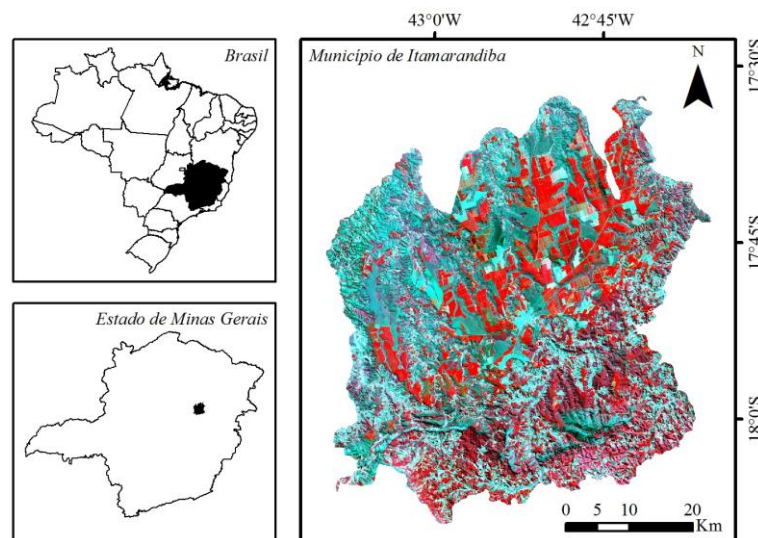 Brasil
Estado de Minas Gerais
43°0'W 42°45'W
Município de Itamarandiba
N
17°30'S
17°45'S
18°0'S
0 5 10 20
Km